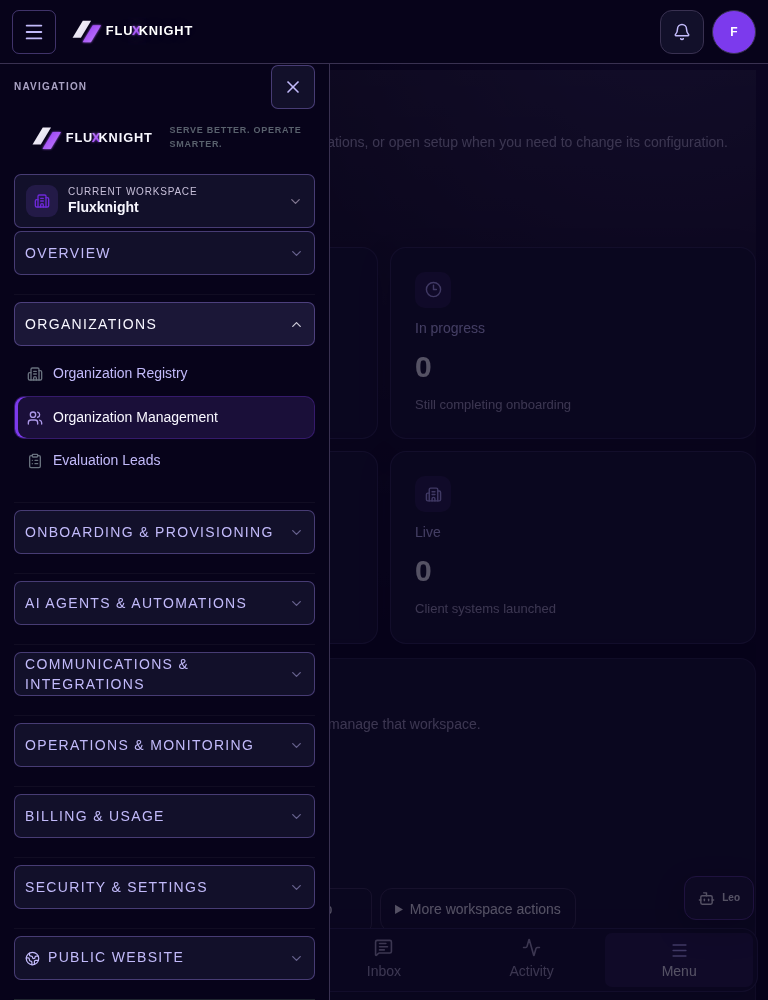 FLUXKNIGHT
F
NAVIGATION
FLUXKNIGHT
SERVE BETTER. OPERATE
SMARTER.
ations, or open setup when you need to change its configuration.
CURRENT WORKSPACE
Fluxknight
OVERVIEW
ORGANIZATIONS
In progress
0
Organization Registry
Still completing onboarding
Organization Management
Evaluation Leads
ONBOARDING & PROVISIONING
Live
0
AI AGENTS & AUTOMATIONS
Client systems launched
COMMUNICATIONS &
INTEGRATIONS
manage that workspace.
OPERATIONS & MONITORING
BILLING & USAGE
SECURITY & SETTINGS
More workspace actions
Leo
PUBLIC WEBSITE
Inbox
Activity
Menu